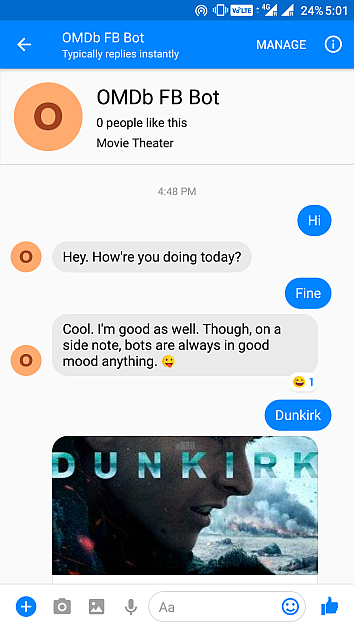 VoLTE 4G 24% 5:01
OMDb FB Bot
Typically replies instantly
MANAGE
O
OMDb FB Bot
0 people like this
Movie Theater
4:48 PM
Hi
O
Hey. How're you doing today?
Fine
Cool. I'm good as well. Though, on a
side note, bots are always in good
mood anything. 😜
O
😄 1
Dunkirk
DUNKIRK
Aa